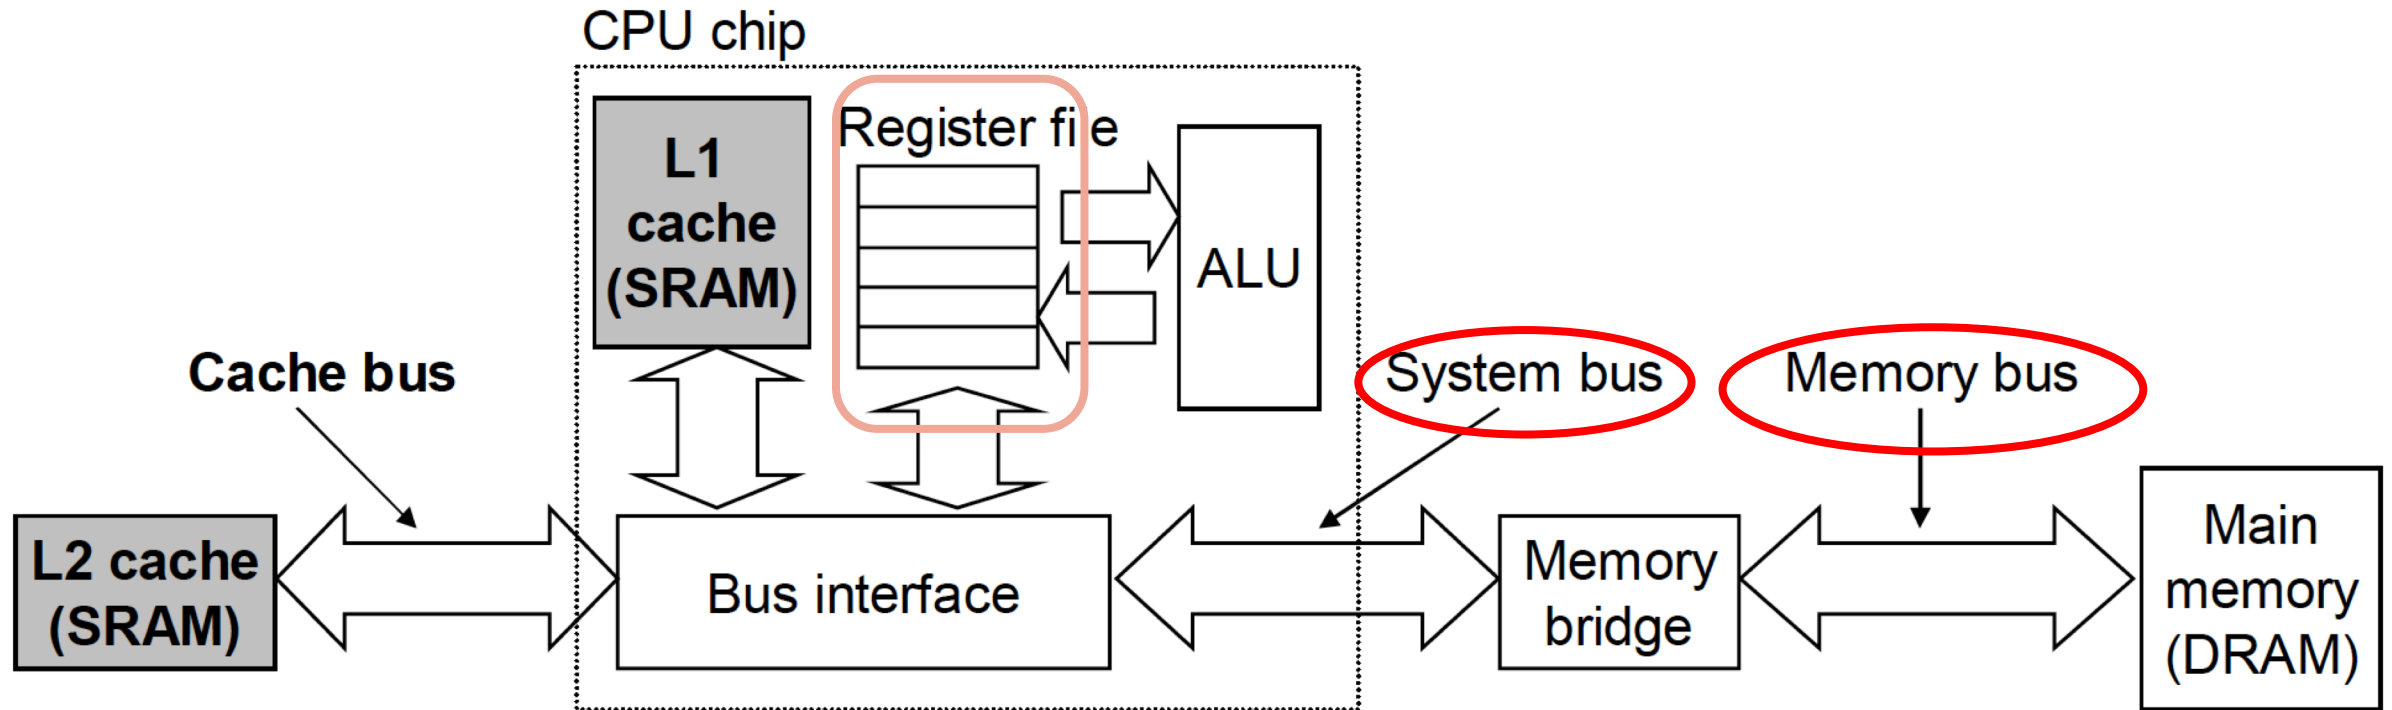 CPU chip
L1
cache
(SRAM)
Register file
ALU
Cache bus
System bus
Memory bus
L2 cache
(SRAM)
Bus interface
Memory
bridge
Main
memory
(DRAM)